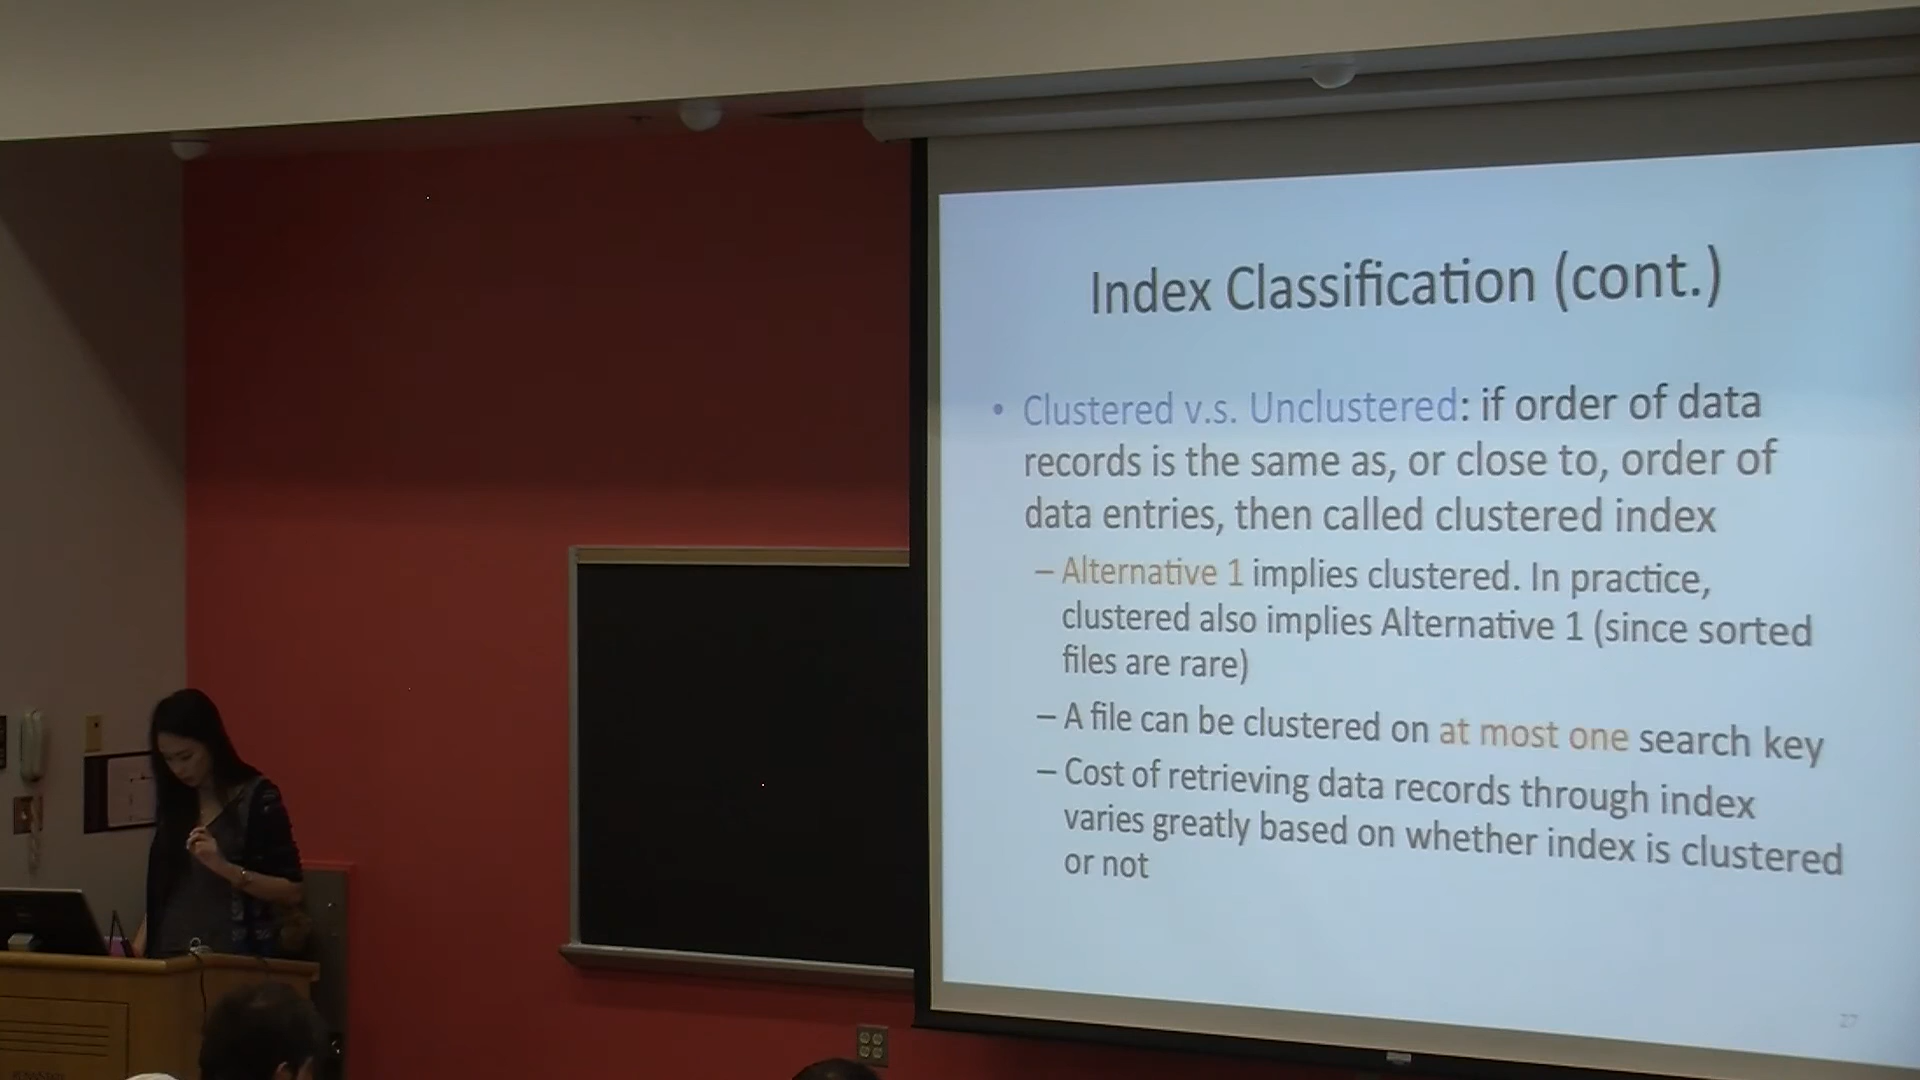 Index Classification (cont.)
• Clustered v.s. Unclustered: if order of data
records is the same as, or close to, order of
data entries, then called clustered index
– Alternative 1 implies clustered. In practice,
clustered also implies Alternative 1 (since sorted
files are rare)
– A file can be clustered on at most one search key
– Cost of retrieving data records through index
varies greatly based on whether index is clustered
or not
27